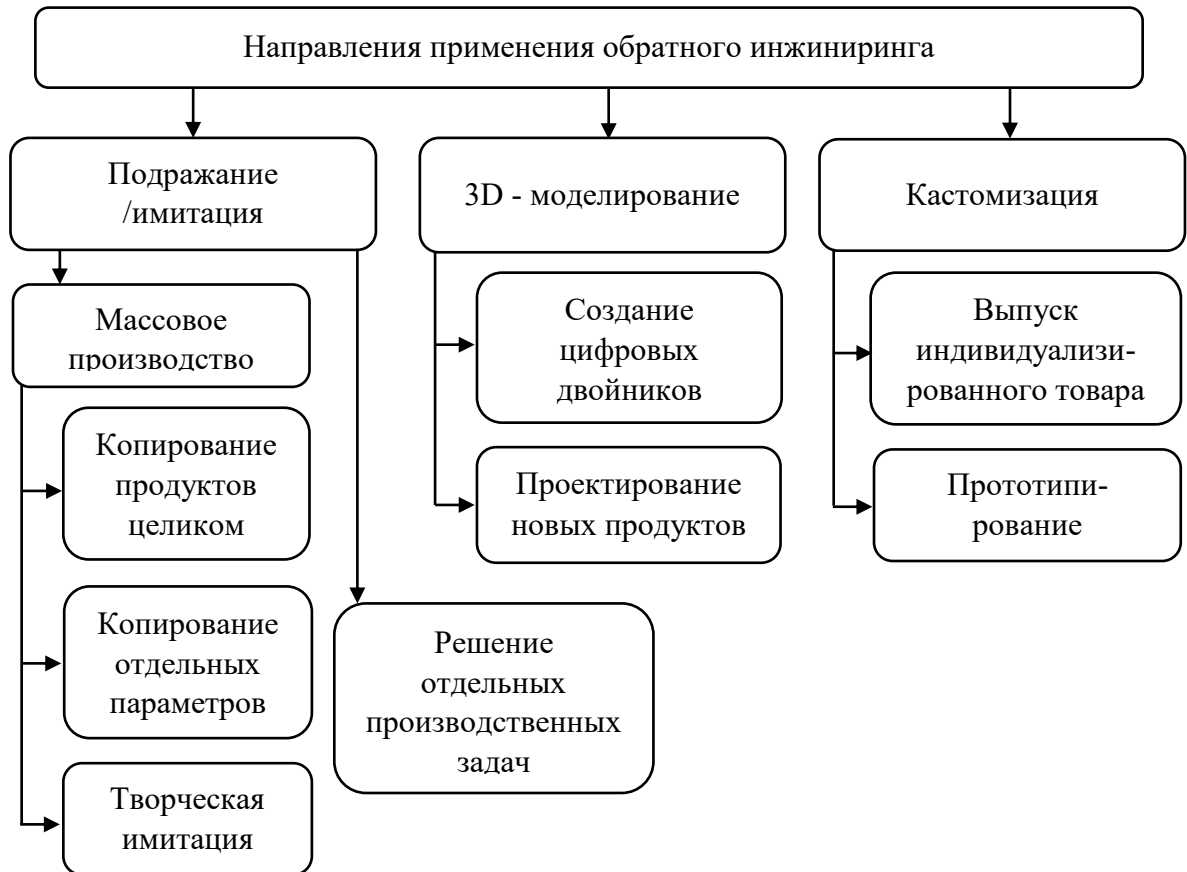 Направления применения обратного инжиниринга
Подражание
/имитация
3D - моделирование
Кастомизация
Массовое
производство
Копирование
продуктов
целиком
Копирование
отдельных
параметров
Творческая
имитация
Решение
отдельных
производственных
задач
Создание
цифровых
двойников
Проектирование
новых продуктов
Выпуск
индивидуализи-
рованного товара
Прототипи-
рование